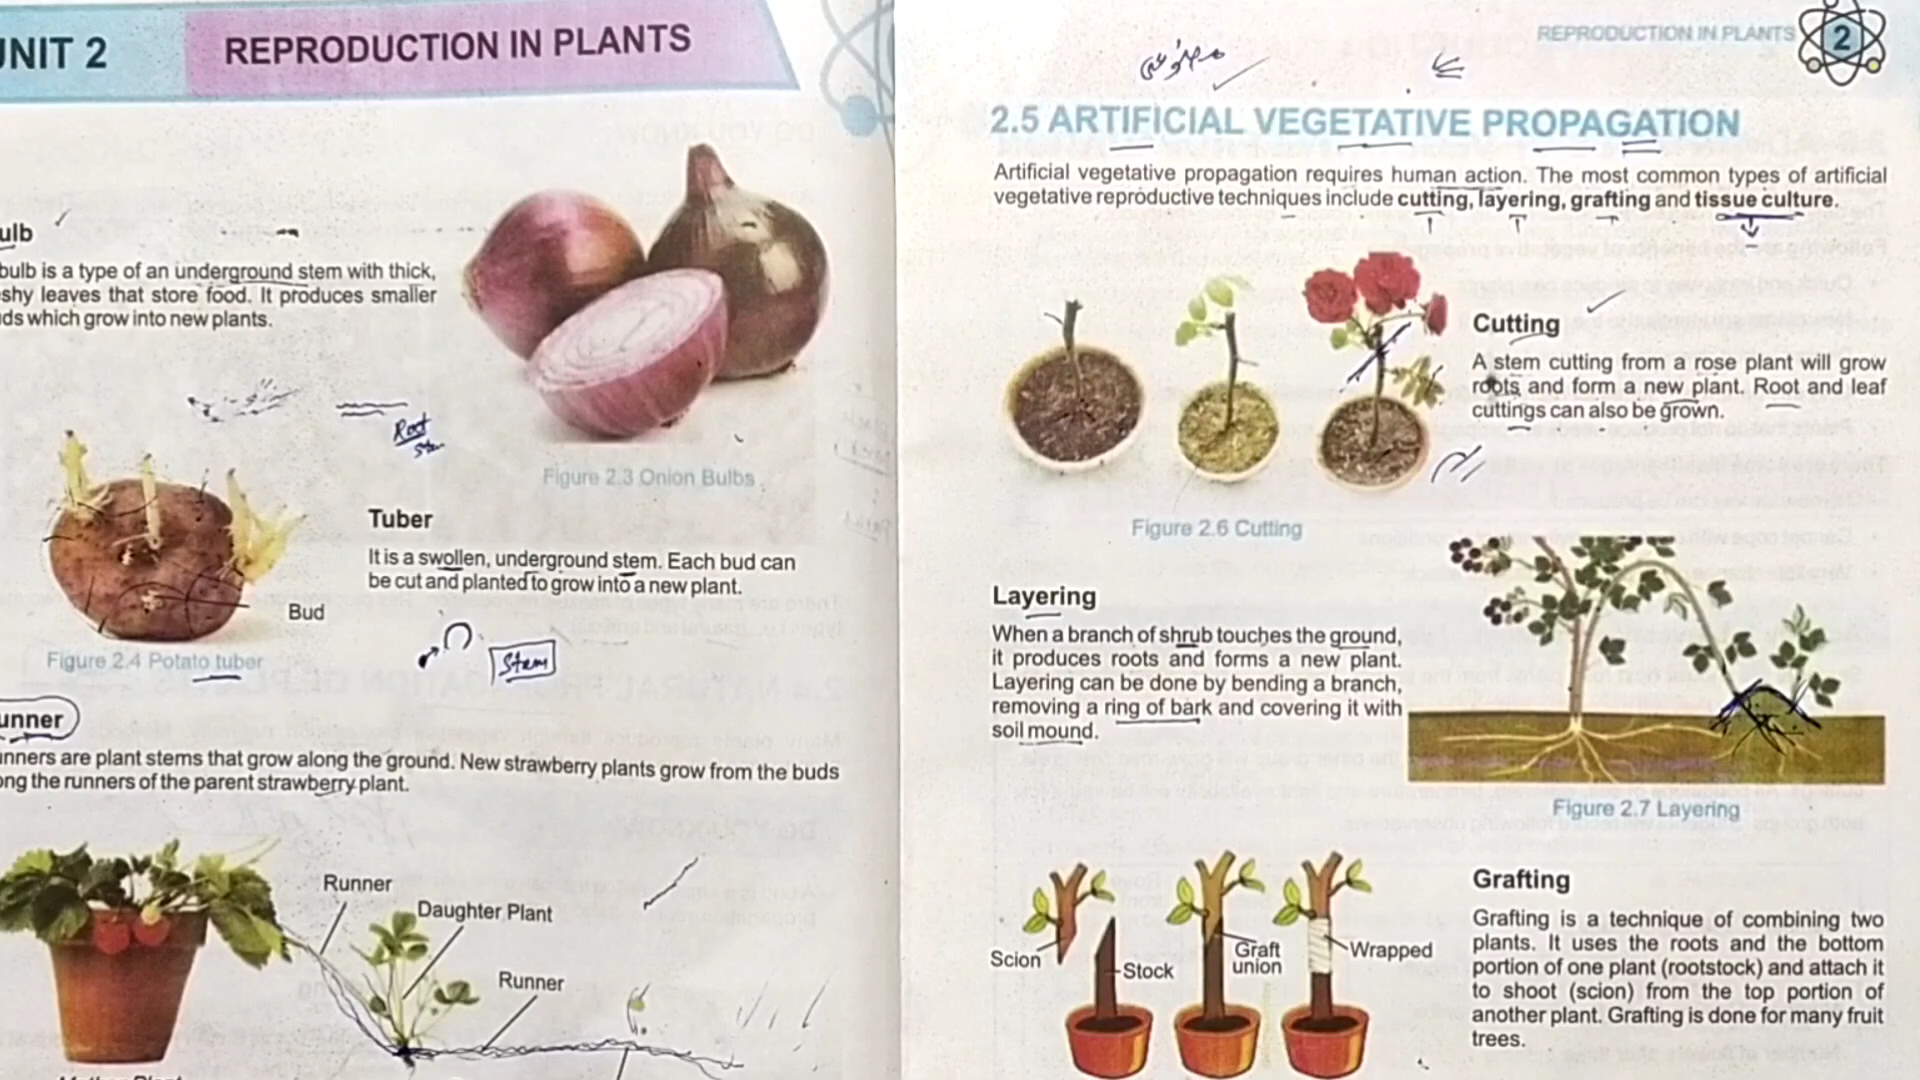 UNIT 2
REPRODUCTION IN PLANTS
ulb
bulb is a type of an underground stem with thick,
shy leaves that store food. It produces smaller
ds which grow into new plants.
Root
Figure 2.3 Onion Bulbs
Tuber
It is a swollen, underground stem. Each bud can
be cut and planted to grow into a new plant.
Bud
Stem
Figure 2.4 Potato tuber
unner
nners are plant stems that grow along the ground. New strawberry plants grow from the buds
ong the runners of the parent strawberry plant.
Runner
Daughter Plant
Runner
Mother Plant
REPRODUCTION IN PLANTS
2
2.5 ARTIFICIAL VEGETATIVE PROPAGATION
Artificial vegetative propagation requires human action. The most common types of artificial
vegetative reproductive techniques include cutting, layering, grafting and tissue culture.
Cutting
A stem cutting from a rose plant will grow
roots and form a new plant. Root and leaf
cuttings can also be grown.
Figure 2.6 Cutting
Layering
When a branch of shrub touches the ground,
it produces roots and forms a new plant.
Layering can be done by bending a branch,
removing a ring of bark and covering it with
soil mound.
Figure 2.7 Layering
Scion
Stock
Graft
union
Wrapped
Grafting
Grafting is a technique of combining two
plants. It uses the roots and the bottom
portion of one plant (rootstock) and attach it
to shoot (scion) from the top portion of
another plant. Grafting is done for many fruit
trees.